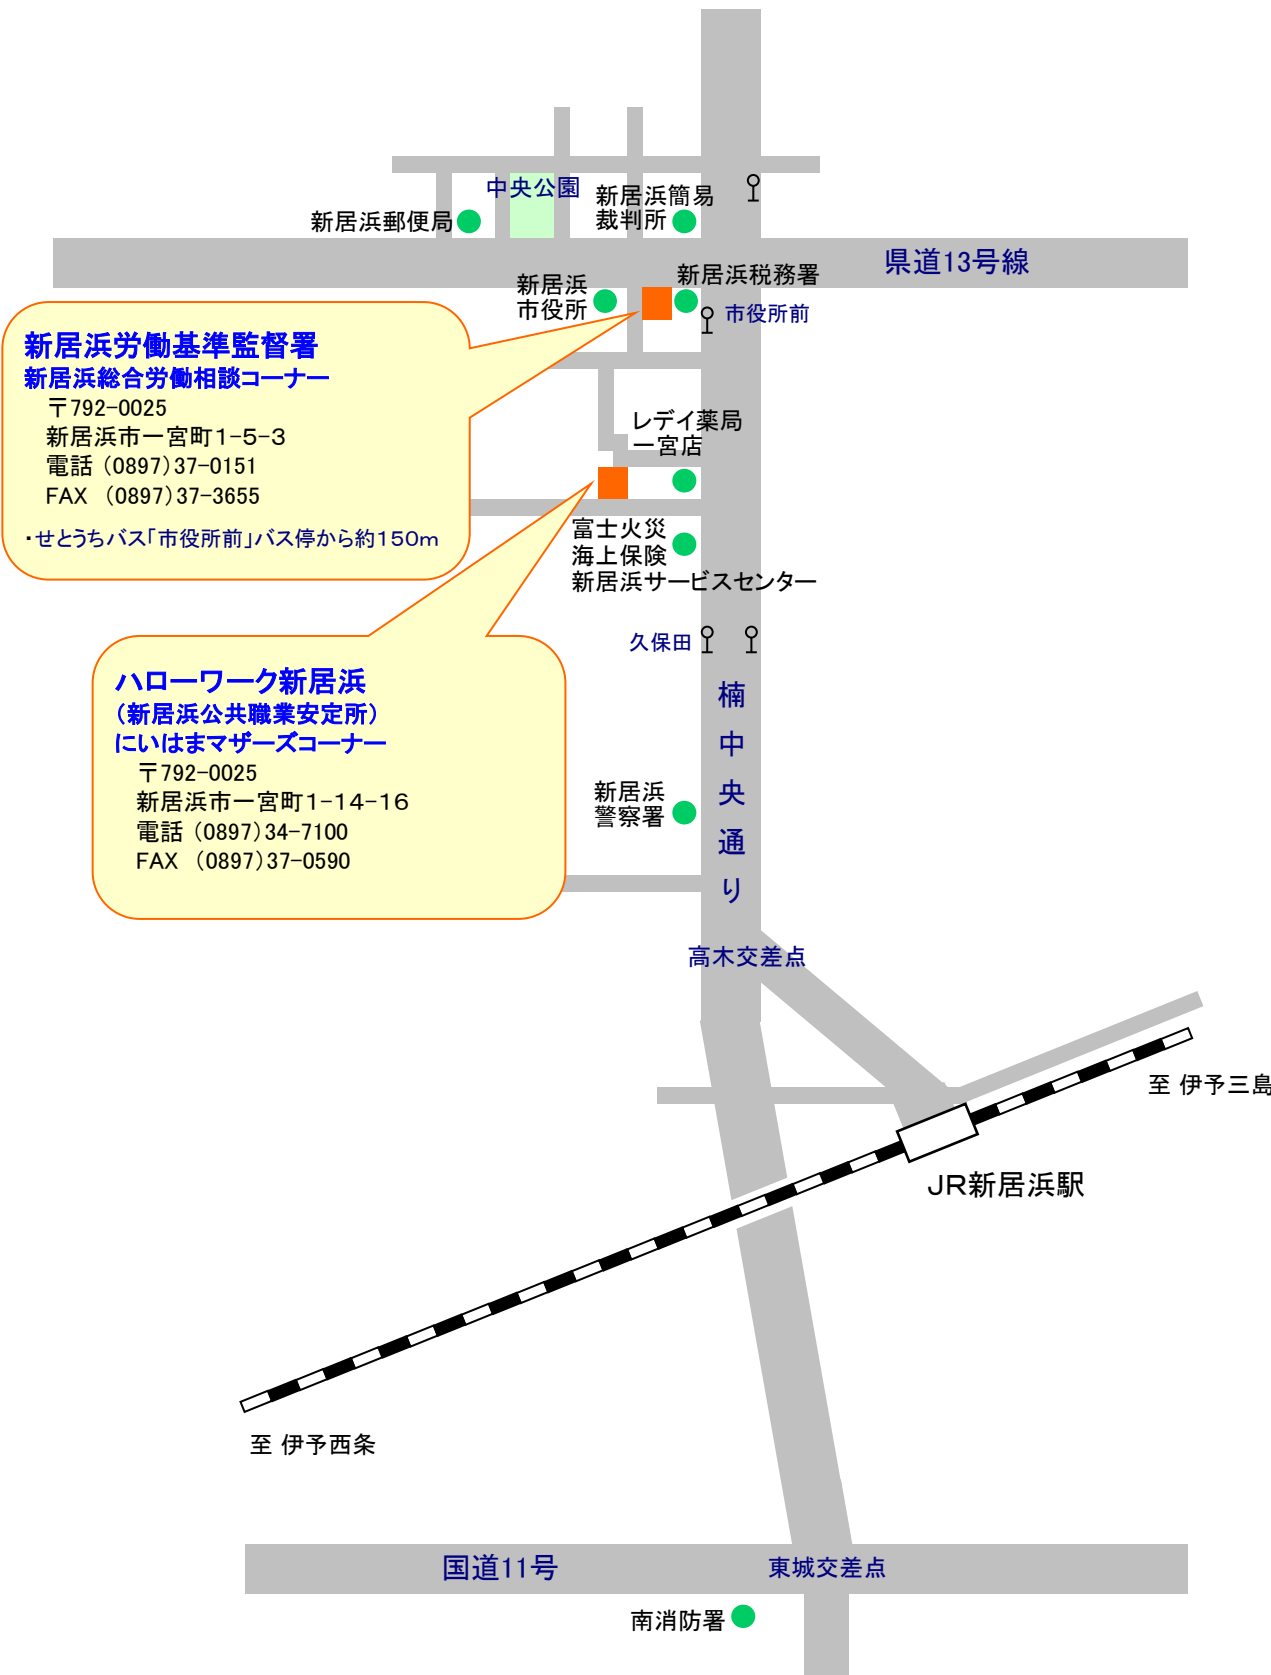 中央公園
新居浜簡易
裁判所
新居浜郵便局
県道13号線
新居浜税務署
新居浜
市役所
市役所前
新居浜労働基準監督署
新居浜総合労働相談コーナー
〒792-0025
新居浜市一宮町1-5-3
電話 (0897)37-0151
FAX (0897)37-3655
・せとうちバス「市役所前」バス停から約150m
レデイ薬局
一宮店
富士火災
海上保険
新居浜サービスセンター
久保田
ハローワーク新居浜
(新居浜公共職業安定所)
にいはまマザーズコーナー
〒792-0025
新居浜市一宮町1-14-16
電話 (0897)34-7100
FAX (0897)37-0590
楠中央通り
新居浜
警察署
高木交差点
至 伊予三島
JR新居浜駅
至 伊予西条
国道11号
東城交差点
南消防署